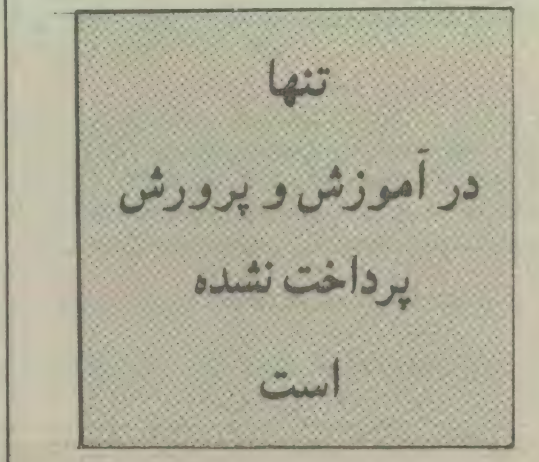 تنها
در آموزش و پرورش
پرداخت نشده
است